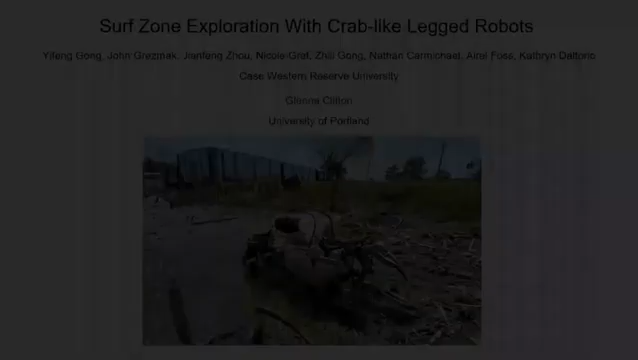 Surf Zone Exploration With Crab-like Legged Robots
Yifeng Gong, John Grezmak, Jianfeng Zhou, Nicole Graf, Zhili Gong, Nathan Carmichael, Airel Foss, Kathryn Daltorio
Case Western Reserve University
Glenna Clifton
University of Portland